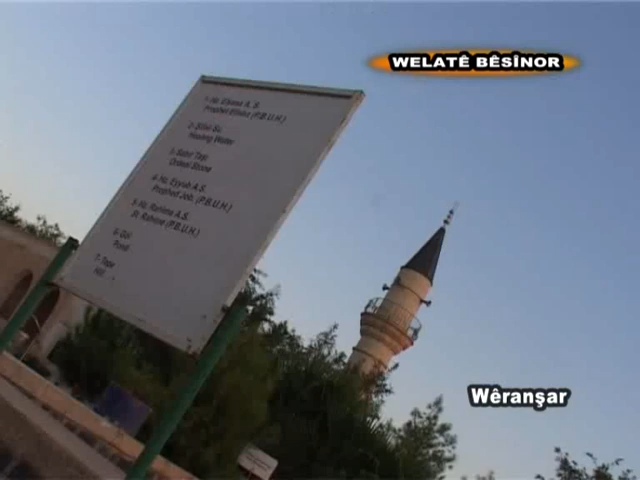 WELATÊ BÊSÎNOR
1-Hz. Elyasa A.S.
Prophet Elisha (P.B.U.H.)
2-Şifalı Su
Healing Water
3-Sabır Taşı
Ordeal Stone
4-Hz. Eyyub A.S.
Prophet Job. (P.B.U.H.)
5-Hz. Rahime A.S.
St. Rahime (P.B.U.H.)
6-Göl
Pond
7-Tepe
Hill
Wêranşar